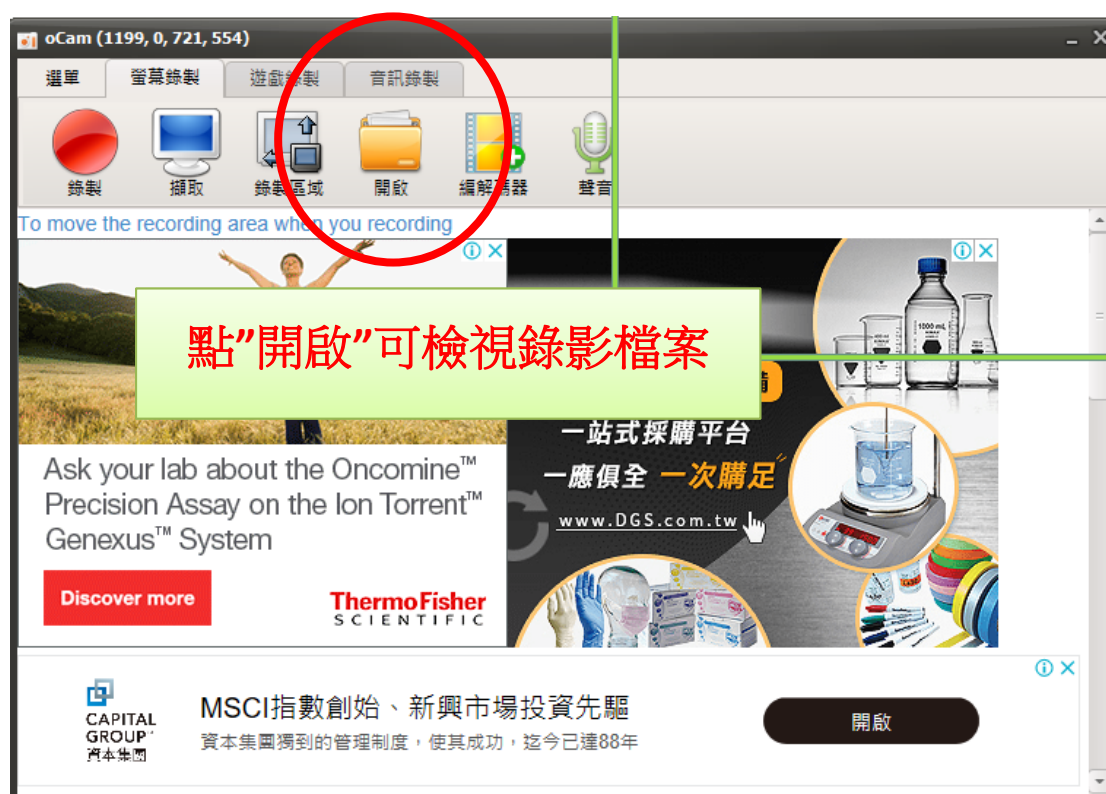 oCam (1199, 0, 721, 554)
選單 螢幕錄製 遊戲錄製 音訊錄製
錄製 擷取 錄製區域 開啟 編解碼器 聲音
To move the recording area when you recording
點”開啟”可檢視錄影檔案
Ask your lab about the Oncomine™
Precision Assay on the Ion Torrent™
Genexus™ System
Discover more
ThermoFisher
SCIENTIFIC
一站式採購平台
一應俱全 一次購足
www.DGS.com.tw
1000 mL
CAPITAL
GROUP
資本集團
MSCI指數創始、新興市場投資先驅
資本集團獨到的管理制度，使其成功，迄今已達88年
開啟